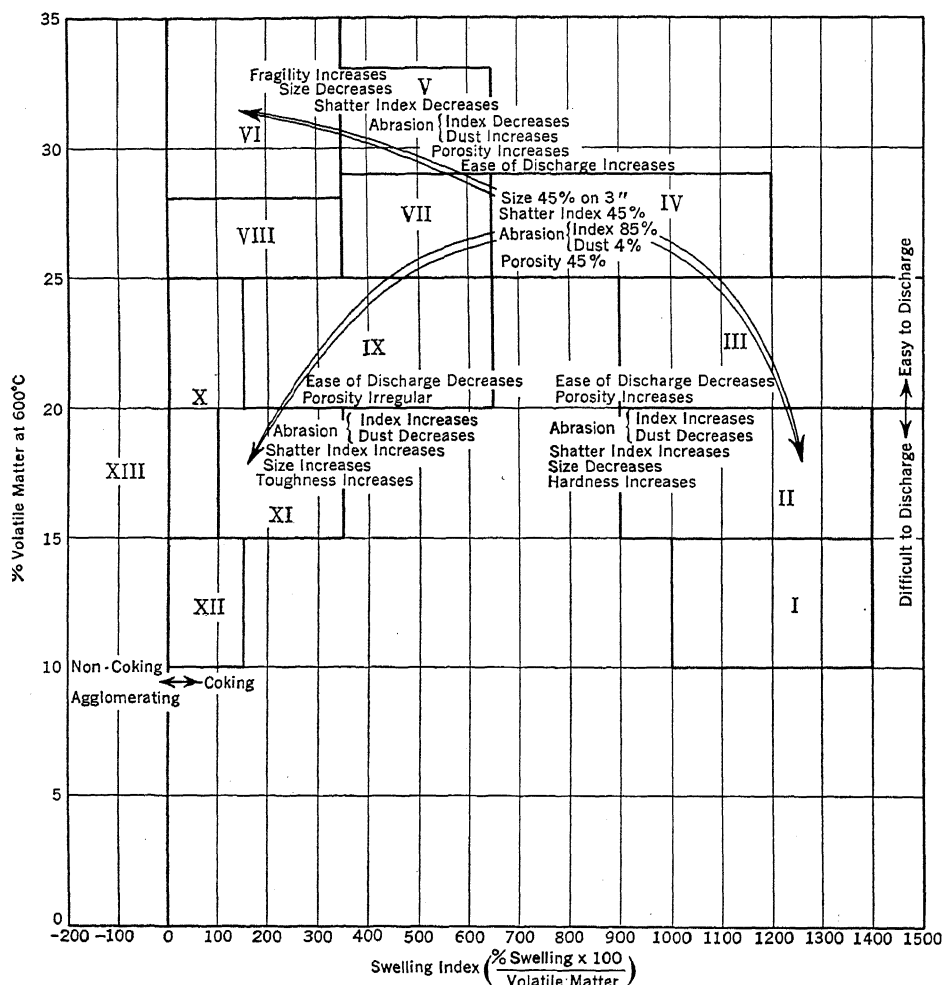 35
Fragility Increases
Size Decreases
V
Shatter Index Decreases
Abrasion { Index Decreases
Dust Increases
VI
30
Porosity Increases
Ease of Discharge Increases
Size 45% on 3"
IV
VII
Shatter Index 45%
VIII
Abrasion { Index 85%
Dust 4%
Porosity 45%
25
III
IX
Ease of Discharge Decreases
Porosity Irregular
Ease of Discharge Decreases
Porosity Increases
X
20
Abrasion { Index Increases
Dust Decreases
Shatter Index Increases
Size Increases
Toughness Increases
Abrasion { Index Increases
Dust Decreases
Shatter Index Increases
Size Decreases
Hardness Increases
XIII
II
XI
15
XII
I
Non-Coking
10
Coking
Agglomerating
5
0
% Volatile Matter at 600°C
Easy to Discharge
Difficult to Discharge
-200 -100 0 100 200 300 400 500 600 700 800 900 1000 1100 1200 1300 1400 1500
Swelling Index ( % Swelling x 100
Volatile Matter )